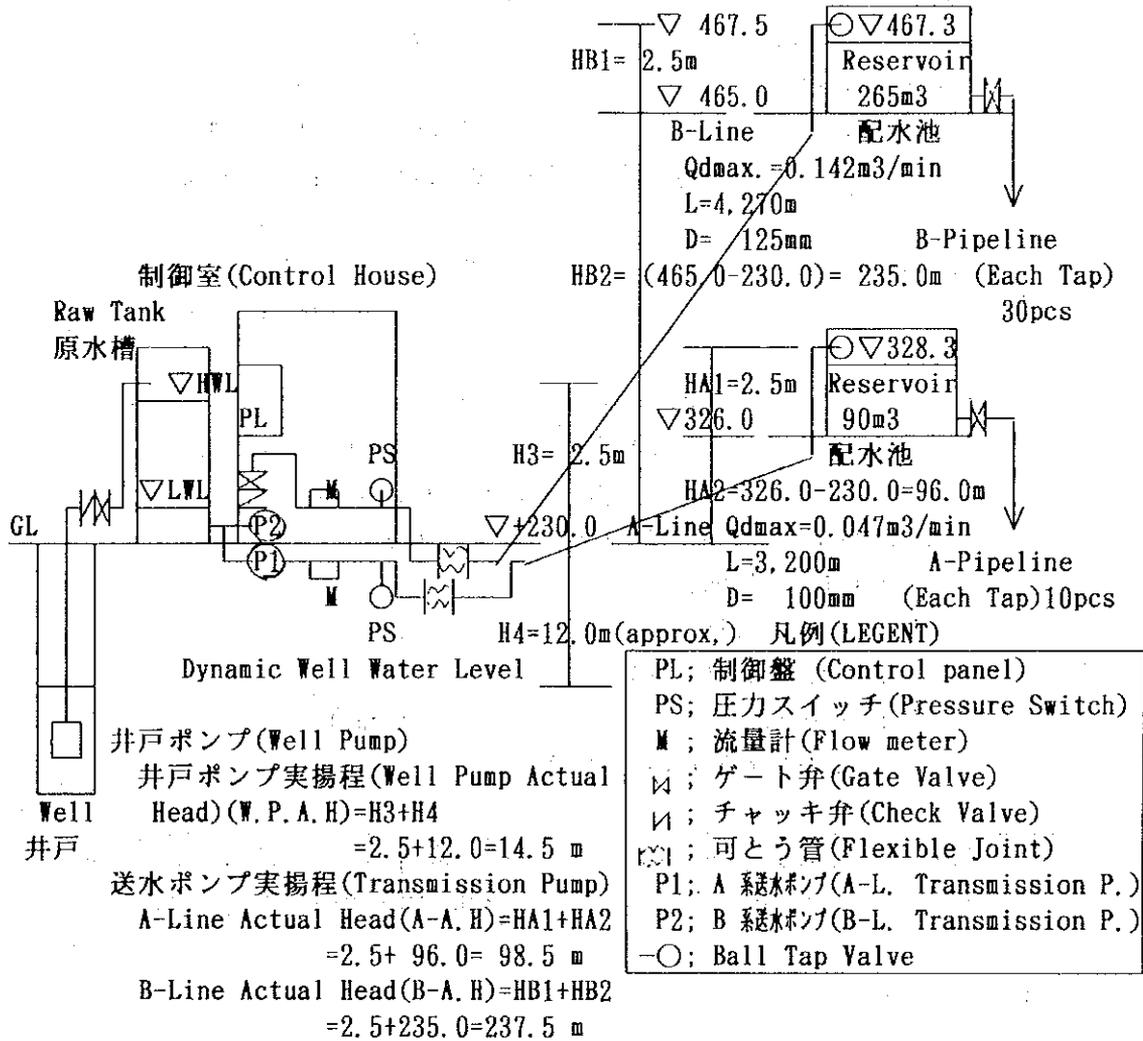 ▽ 467.5
○▽467.3
HB1= 2.5m
Reservoir
▽ 465.0
265m3
B-Line
配水池
Qdmax.=0.142m3/min
L=4,270m
D= 125mm
B-Pipeline
制御室(Control House)
HB2= (465.0-230.0)= 235.0m
(Each Tap)
30pcs
Raw Tank
原水槽
○▽328.3
▽HWL
HA1=2.5m
Reservoir
PL
▽326.0
90m3
PS
H3= 2.5m
配水池
▽LWL
M
HA2=326.0-230.0=96.0m
GL
P2
▽+230.0
A-Line
Qdmax=0.047m3/min
P1
L=3,200m
A-Pipeline
M
D= 100mm
(Each Tap)10pcs
PS
H4=12.0m(approx,)
凡例(LEGENT)
Dynamic Well Water Level
PL; 制御盤 (Control panel)
PS; 圧力スイッチ(Pressure Switch)
M ; 流量計(Flow meter)
; ゲート弁(Gate Valve)
; チャッキ弁(Check Valve)
; 可とう管(Flexible Joint)
P1; A 系送水ポンプ(A-L. Transmission P.)
P2; B 系送水ポンプ(B-L. Transmission P.)
-○; Ball Tap Valve
井戸ポンプ(Well Pump)
井戸ポンプ実揚程(Well Pump Actual
Head)(W.P.A.H)=H3+H4
Well
井戸
=2.5+12.0=14.5 m
送水ポンプ実揚程(Transmission Pump)
A-Line Actual Head(A-A.H)=HA1+HA2
=2.5+ 96.0= 98.5 m
B-Line Actual Head(B-A.H)=HB1+HB2
=2.5+235.0=237.5 m